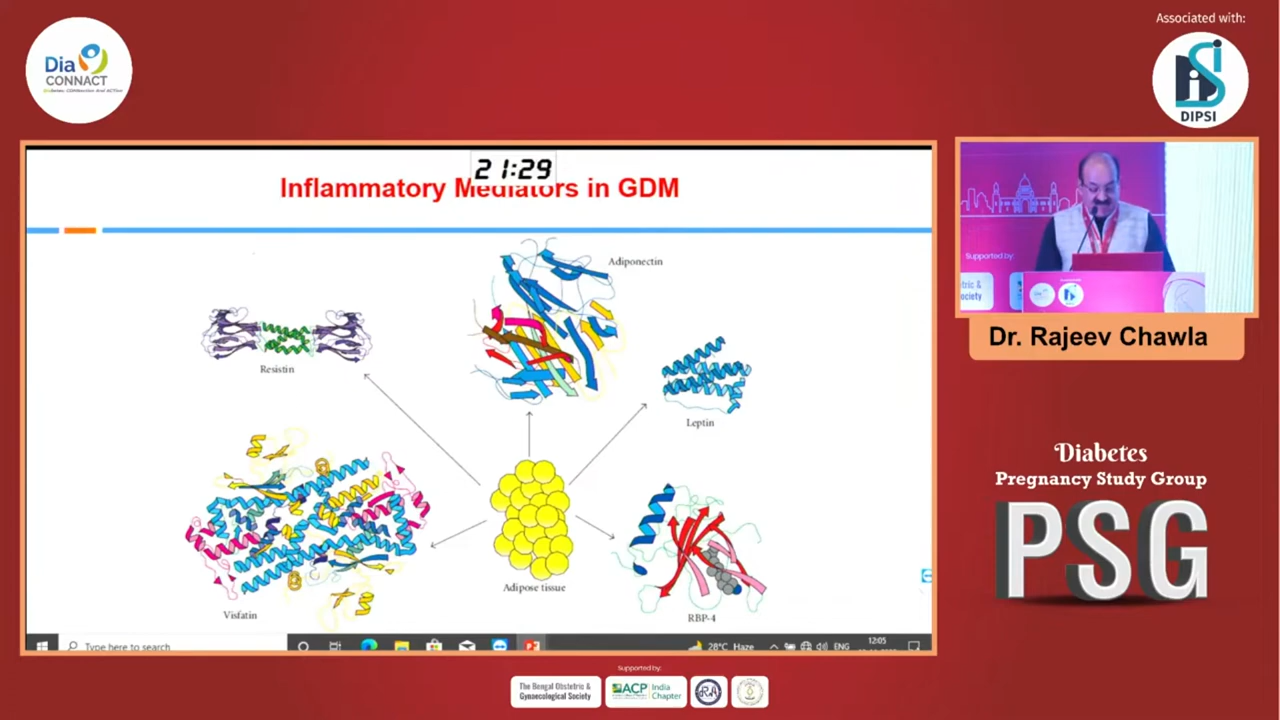 Dia
CONNACT
Associated with:
DIPSI
21:29
Inflammatory Mediators in GDM
Adiponectin
Resistin
Leptin
Adipose tissue
Visfatin
RBP-4
Type here to search
28°C Haze
ENG
12:05
Supported by:
Dr. Rajeev Chawla
Diabetes
Pregnancy Study Group
PSG
Supported by:
The Bengal Obstetric &
Gynaecological Society
ACP
India
Chapter